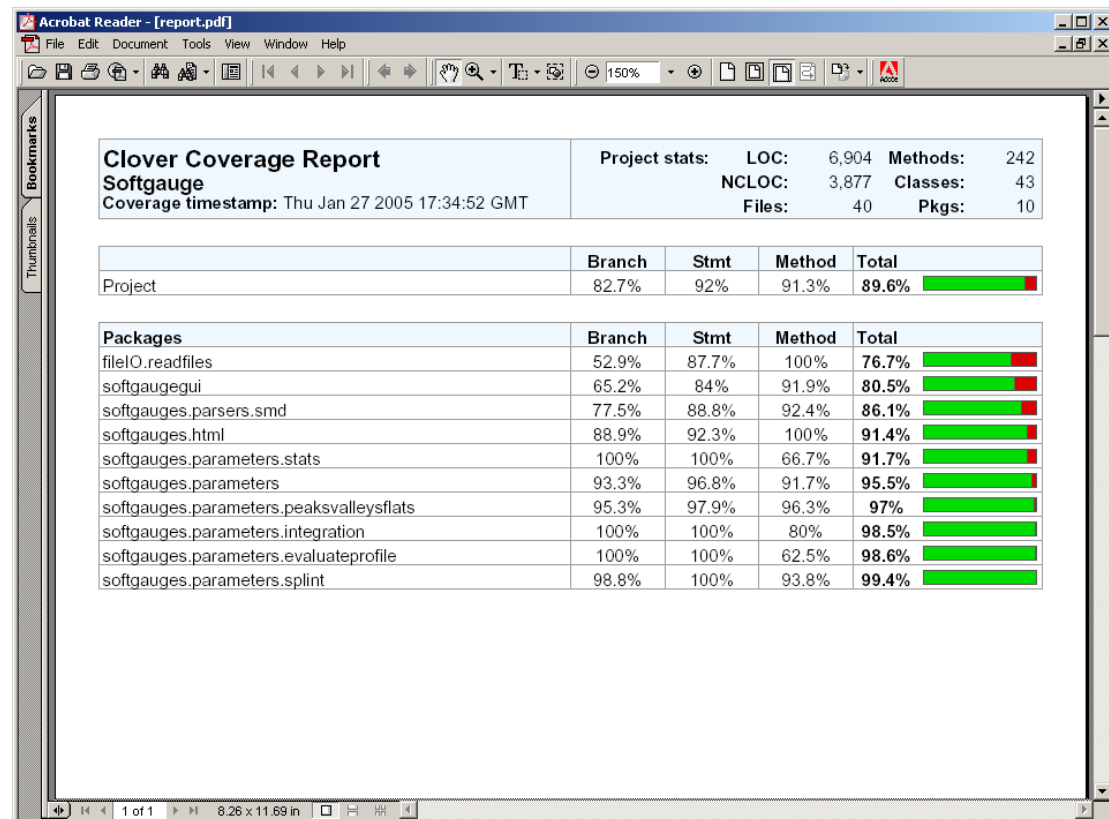 Acrobat Reader - [report.pdf]
File Edit Document Tools View Window Help
150%
Adobe
Bookmarks
Thumbnails
Clover Coverage Report
Softgauge
Coverage timestamp: Thu Jan 27 2005 17:34:52 GMT
Project stats: LOC: 6,904 Methods: 242
NCLOC: 3,877 Classes: 43
Files: 40 Pkgs: 10
Branch Stmt Method Total
Project 82.7% 92% 91.3% 89.6%
Packages Branch Stmt Method Total
fileIO.readfiles 52.9% 87.7% 100% 76.7%
softgaugegui 65.2% 84% 91.9% 80.5%
softgauges.parsers.smd 77.5% 88.8% 92.4% 86.1%
softgauges.html 88.9% 92.3% 100% 91.4%
softgauges.parameters.stats 100% 100% 66.7% 91.7%
softgauges.parameters 93.3% 96.8% 91.7% 95.5%
softgauges.parameters.peaksvalleysflats 95.3% 97.9% 96.3% 97%
softgauges.parameters.integration 100% 100% 80% 98.5%
softgauges.parameters.evaluateprofile 100% 100% 62.5% 98.6%
softgauges.parameters.splint 98.8% 100% 93.8% 99.4%
1 of 1 8.26 x 11.69 in